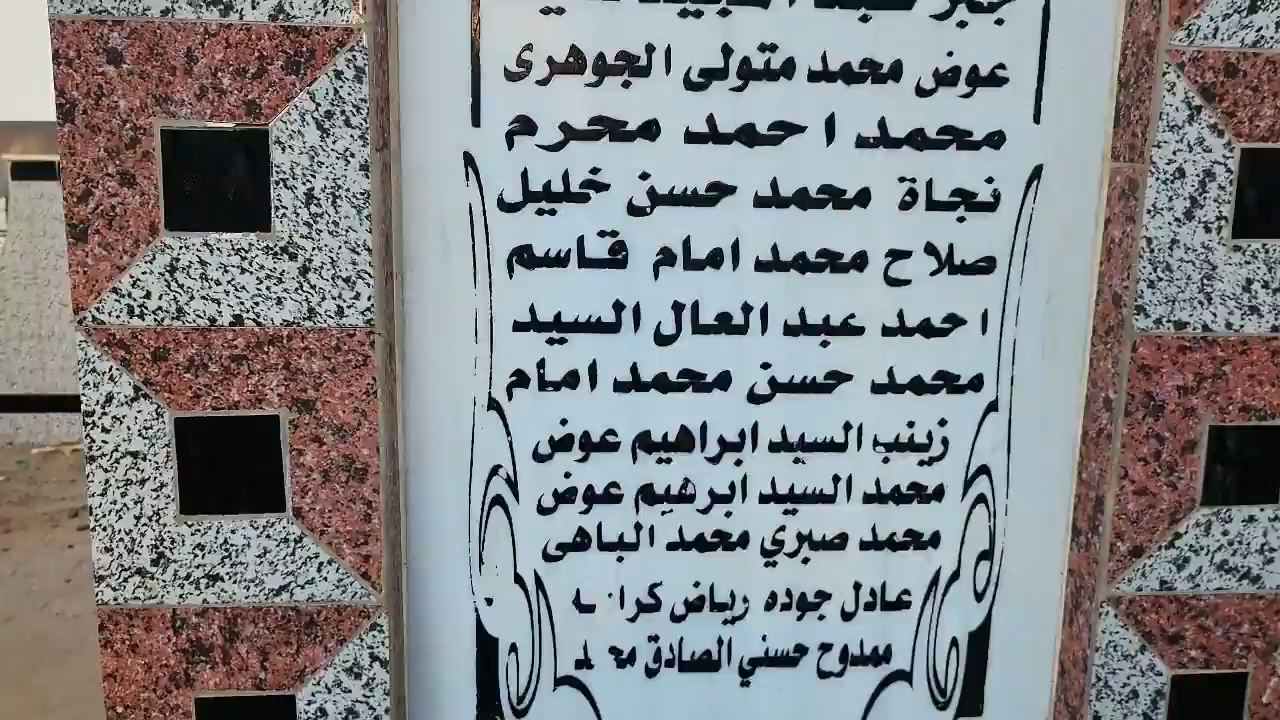 جبر عبد
عوض محمد متولى الجوهرى
محمد احمد محرم
نجاة محمد حسن خليل
صلاح محمد امام قاسم
احمد عبد العال السيد
محمد حسن محمد امام
زينب السيد ابراهيم عوض
محمد السيد ابرهيم عوض
محمد صبري محمد الباهى
عادل جوده رياض
ممدوح حسني الصادق